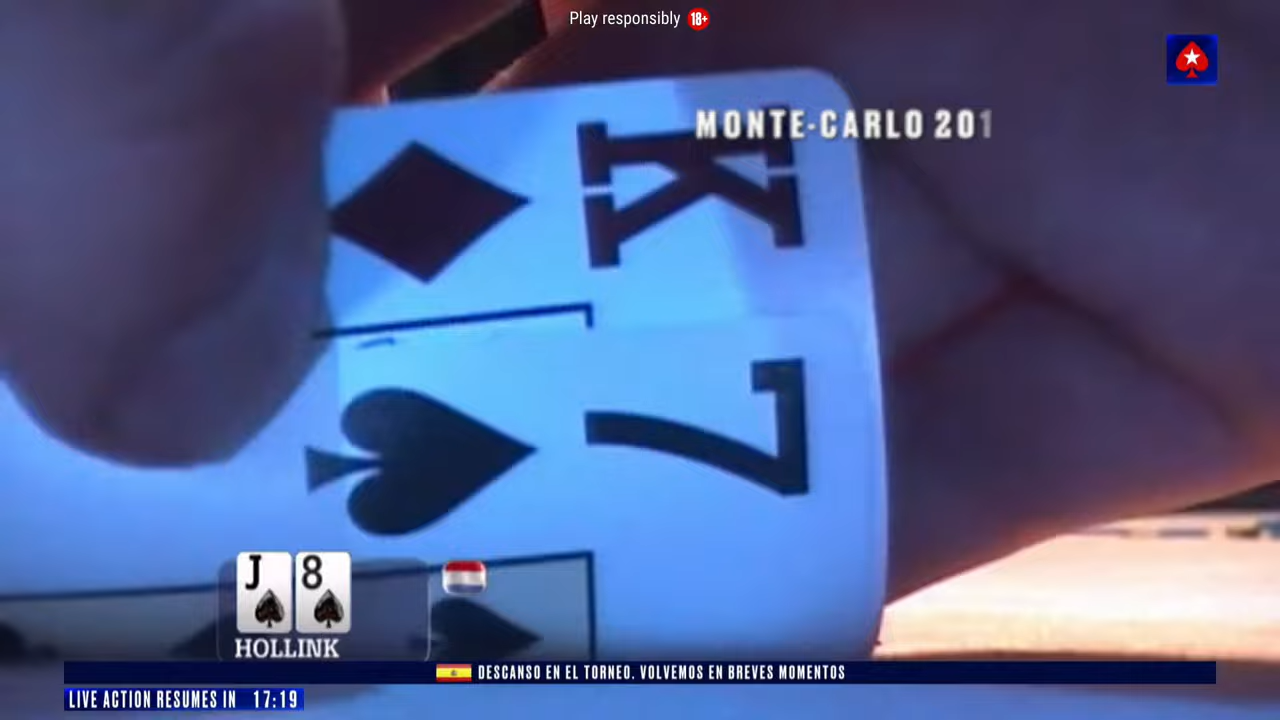 Play responsibly 18+
MONTE-CARLO 201
K
7
J 8
HOLLINK
DESCANSO EN EL TORNEO. VOLVEMOS EN BREVES MOMENTOS
LIVE ACTION RESUMES IN 17:19